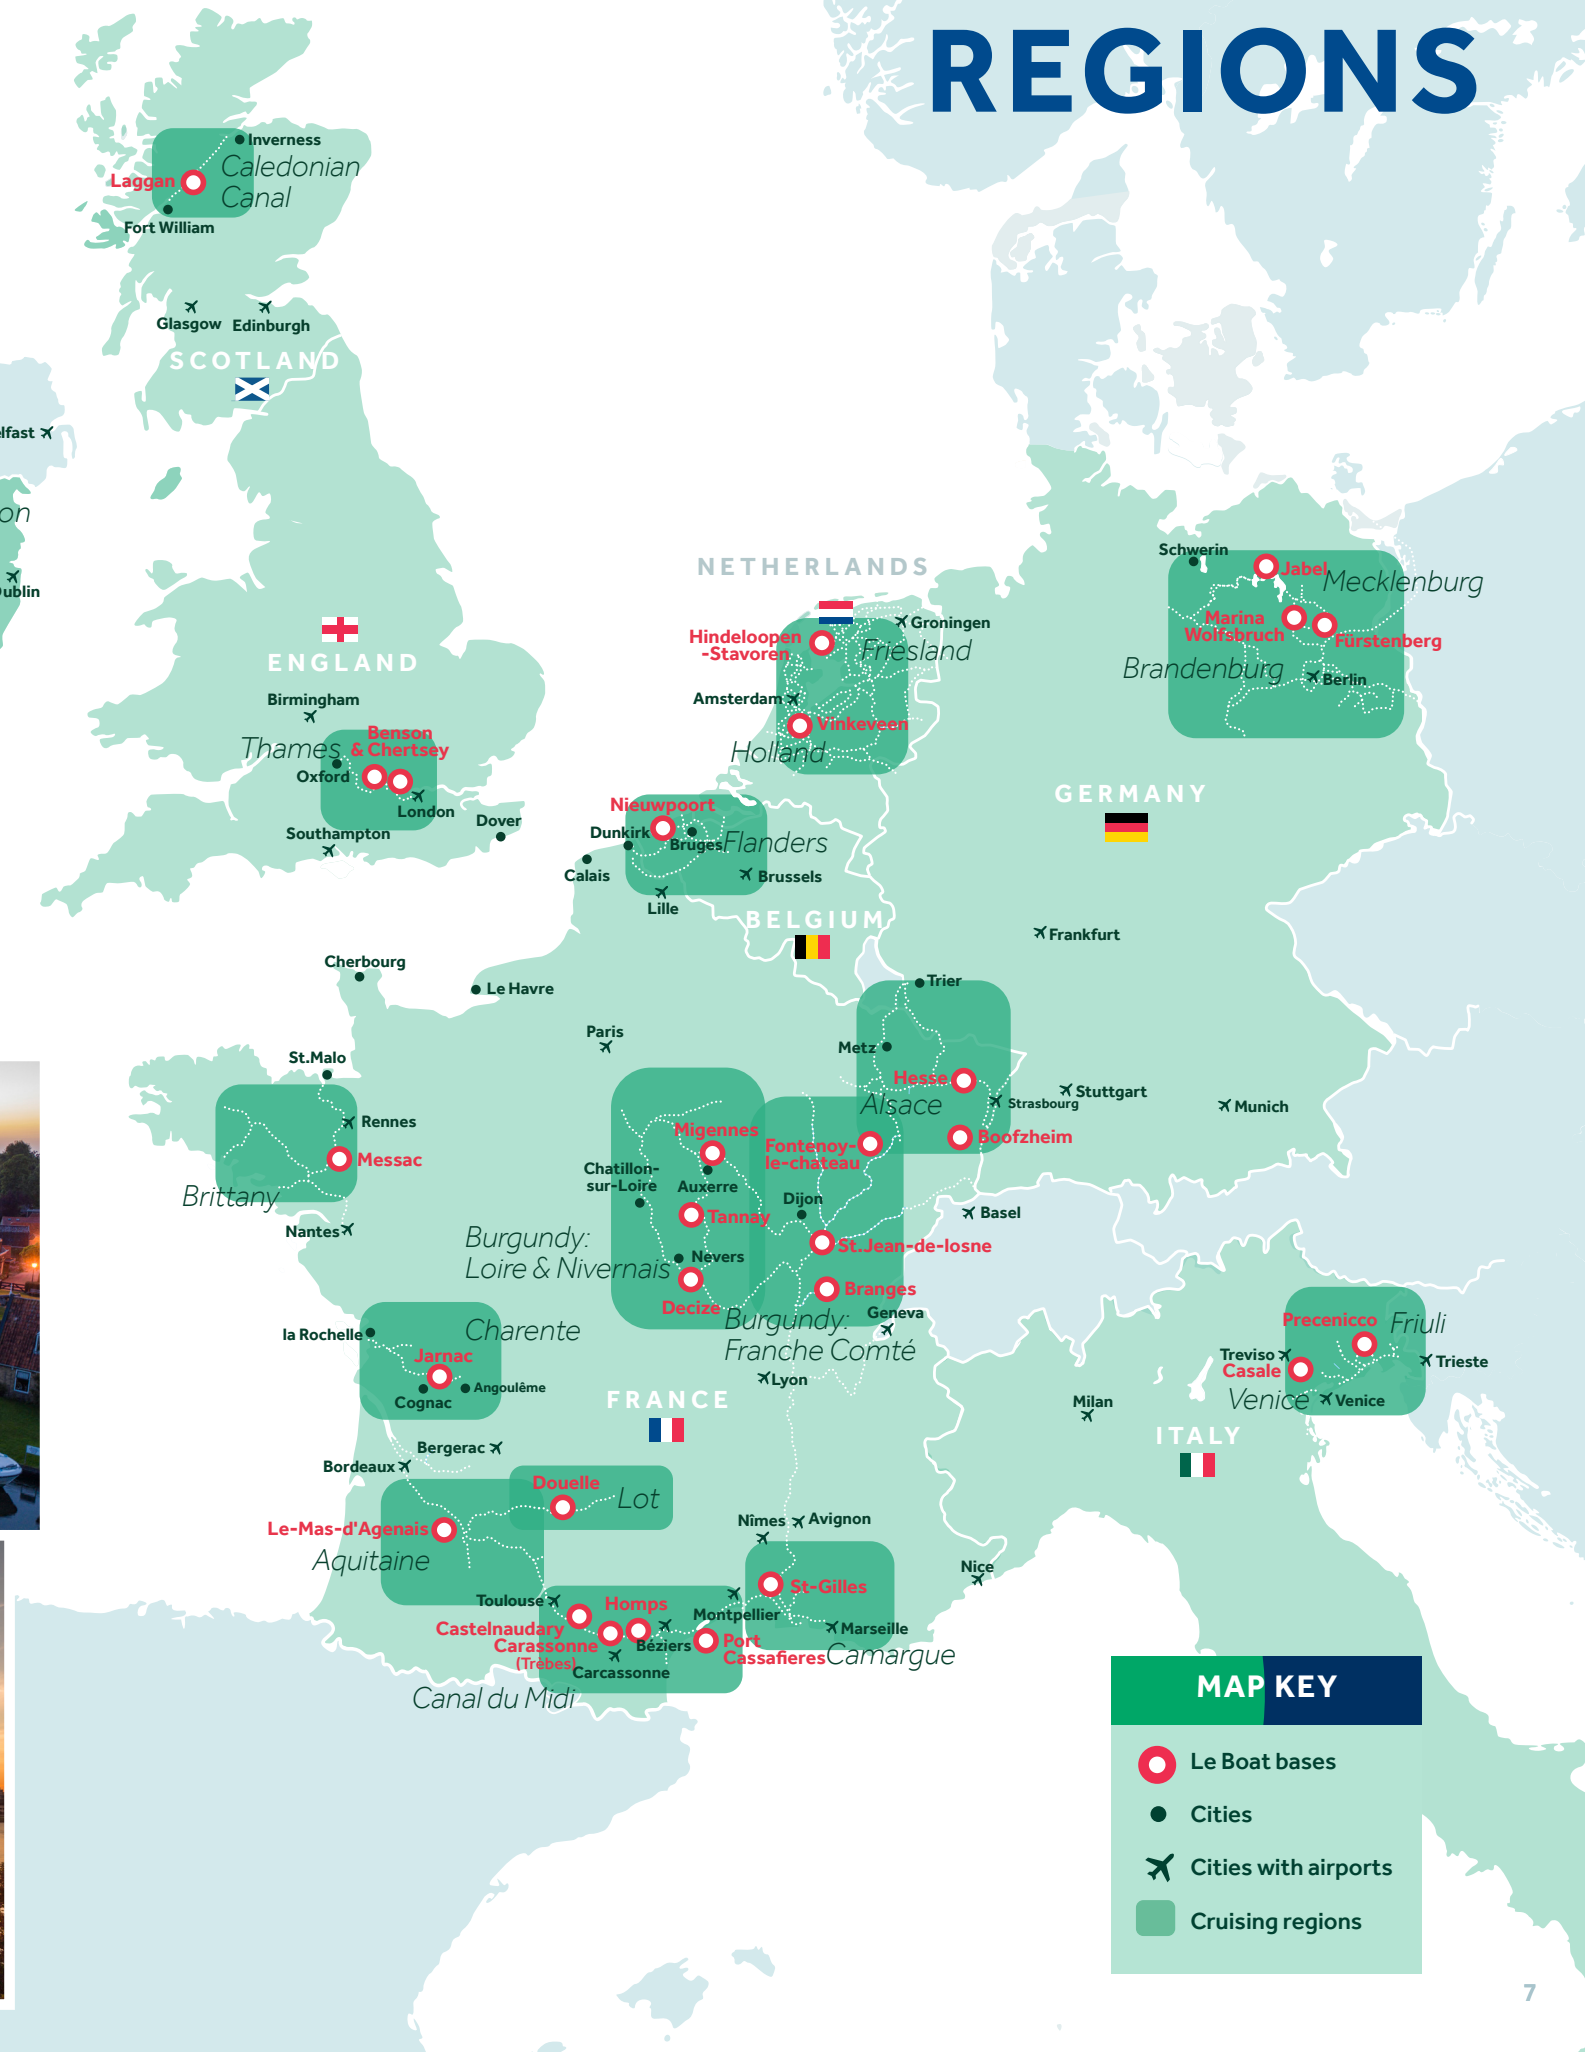 REGIONS
Inverness
Caledonian
Canal
Laggan
Fort William
Glasgow
Edinburgh
SCOTLAND
elfast
on
ublin
ENGLAND
Birmingham
Thames
Benson
& Chertsey
Oxford
London
Southampton
Dover
NETHERLANDS
Groningen
Hindeloopen
-Stavoren
Friesland
Amsterdam
Vinkeveen
Holland
Schwerin
Jabel
Mecklenburg
Marina
Wolfsbruch
Fürstenberg
Brandenburg
Berlin
GERMANY
Nieuwpoort
Dunkirk
Bruges
Flanders
Calais
Brussels
Lille
BELGIUM
Frankfurt
Cherbourg
Le Havre
Trier
Paris
Metz
St.Malo
Hesse
Alsace
Strasbourg
Stuttgart
Munich
Rennes
Messac
Brittany
Nantes
Migennes
Fontenoy-
le-chateau
Boofzheim
Chatillon-
sur-Loire
Auxerre
Dijon
Tannay
Basel
Burgundy:
Loire & Nivernais
Nevers
St.Jean-de-losne
Decize
Branges
Geneva
Burgundy:
Franche Comté
la Rochelle
Charente
Jarnac
Cognac
Angoulême
Lyon
FRANCE
Precenicco
Friuli
Treviso
Casale
Trieste
Venice
Venice
Milan
ITALY
Bergerac
Bordeaux
Douelle
Lot
Le-Mas-d'Agenais
Aquitaine
Nîmes
Avignon
Nice
St-Gilles
Toulouse
Homps
Montpellier
Marseille
Castelnaudary
Carassonne
(Trèbes)
Béziers
Port
Cassafieres
Camargue
Carcassonne
Canal du Midi
MAP KEY
Le Boat bases
Cities
Cities with airports
Cruising regions
7